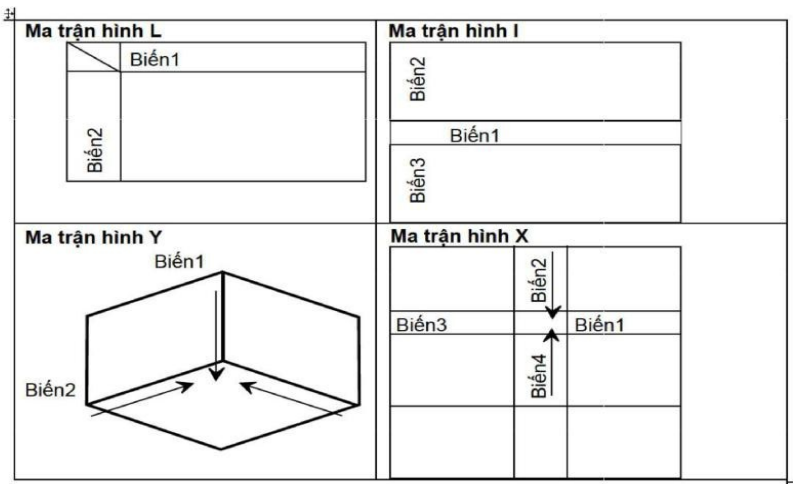 Ma trận hình L
Biến1
Biến2
Ma trận hình I
Biến2
Biến1
Biến3
Ma trận hình Y
Biến1
Biến2
Ma trận hình X
Biến2
Biến3
Biến1
Biến4